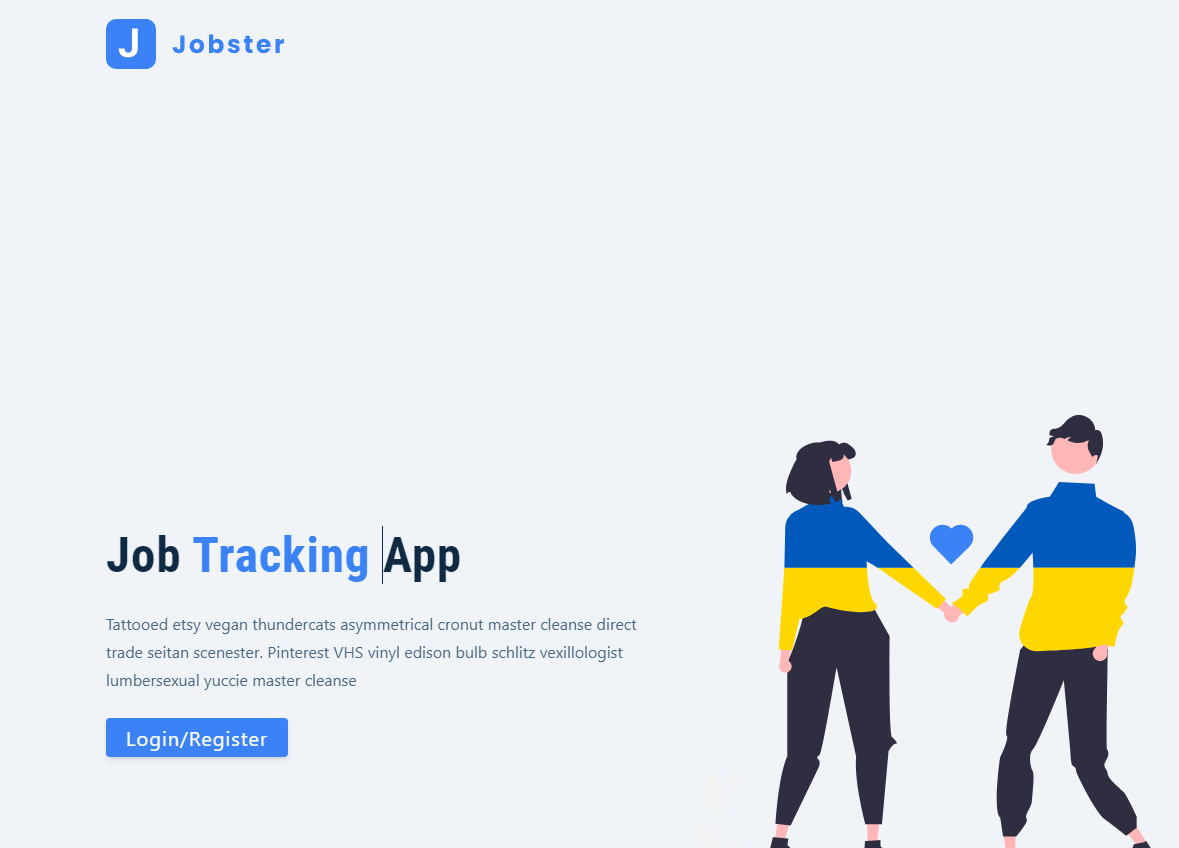 J Jobster
Job Tracking App
Tattooed etsy vegan thundercats asymmetrical cronut master cleanse direct
trade seitan scenester. Pinterest VHS vinyl edison bulb schlitz vexillologist
lumbersexual yuccie master cleanse
Login/Register